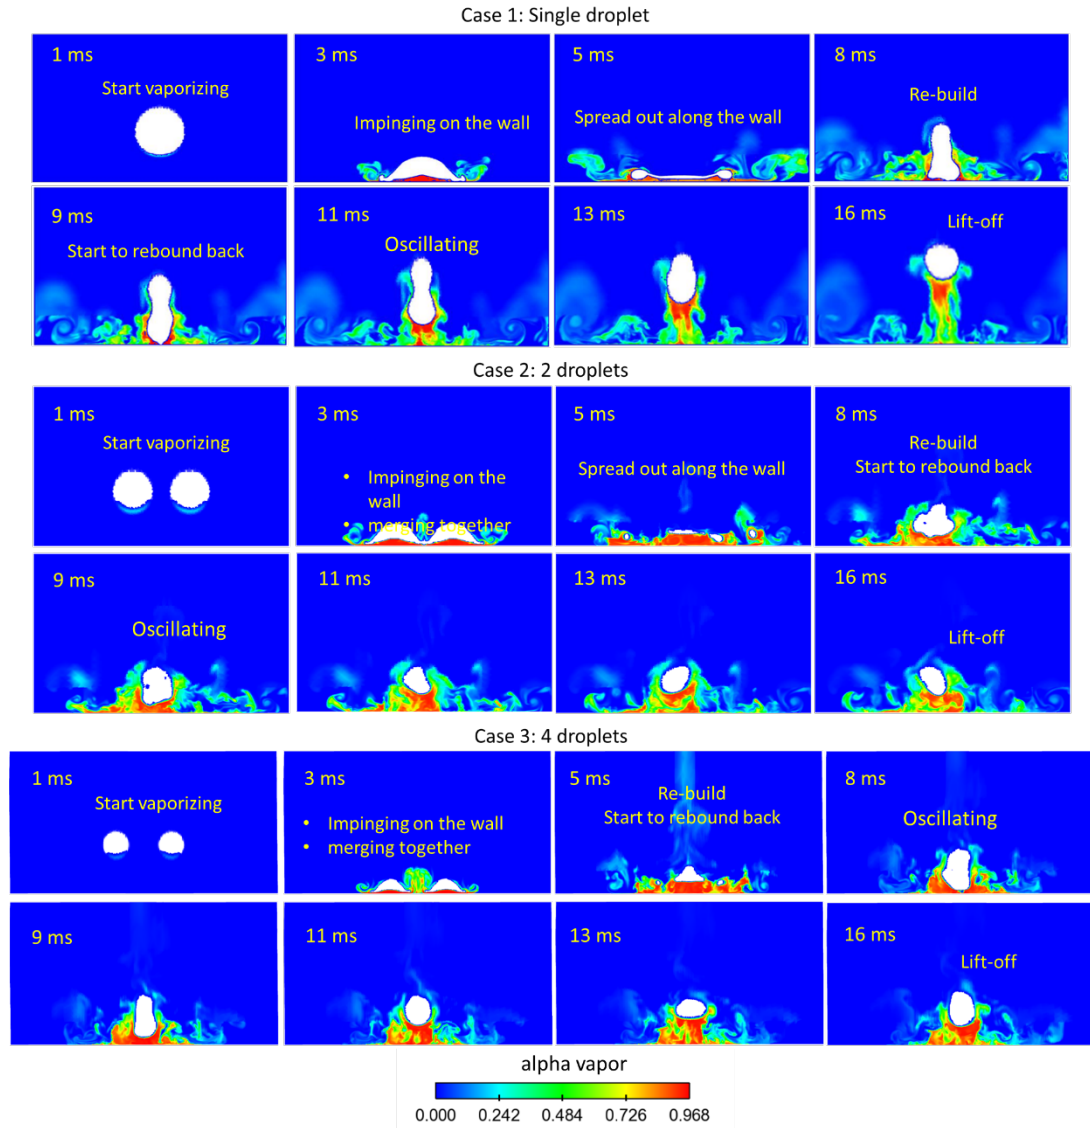 Case 1: Single droplet
1 ms
Start vaporizing
3 ms
Impinging on the wall
5 ms
Spread out along the wall
8 ms
Re-build
9 ms
Start to rebound back
11 ms
Oscillating
13 ms
16 ms
Lift-off
Case 2: 2 droplets
1 ms
Start vaporizing
3 ms
• Impinging on the
wall
• merging together
5 ms
Spread out along the wall
8 ms
Re-build
Start to rebound back
9 ms
Oscillating
11 ms
13 ms
16 ms
Lift-off
Case 3: 4 droplets
1 ms
Start vaporizing
3 ms
• Impinging on the wall
• merging together
5 ms
Re-build
Start to rebound back
8 ms
Oscillating
9 ms
11 ms
13 ms
16 ms
Lift-off
alpha vapor
0.000 0.242 0.484 0.726 0.968